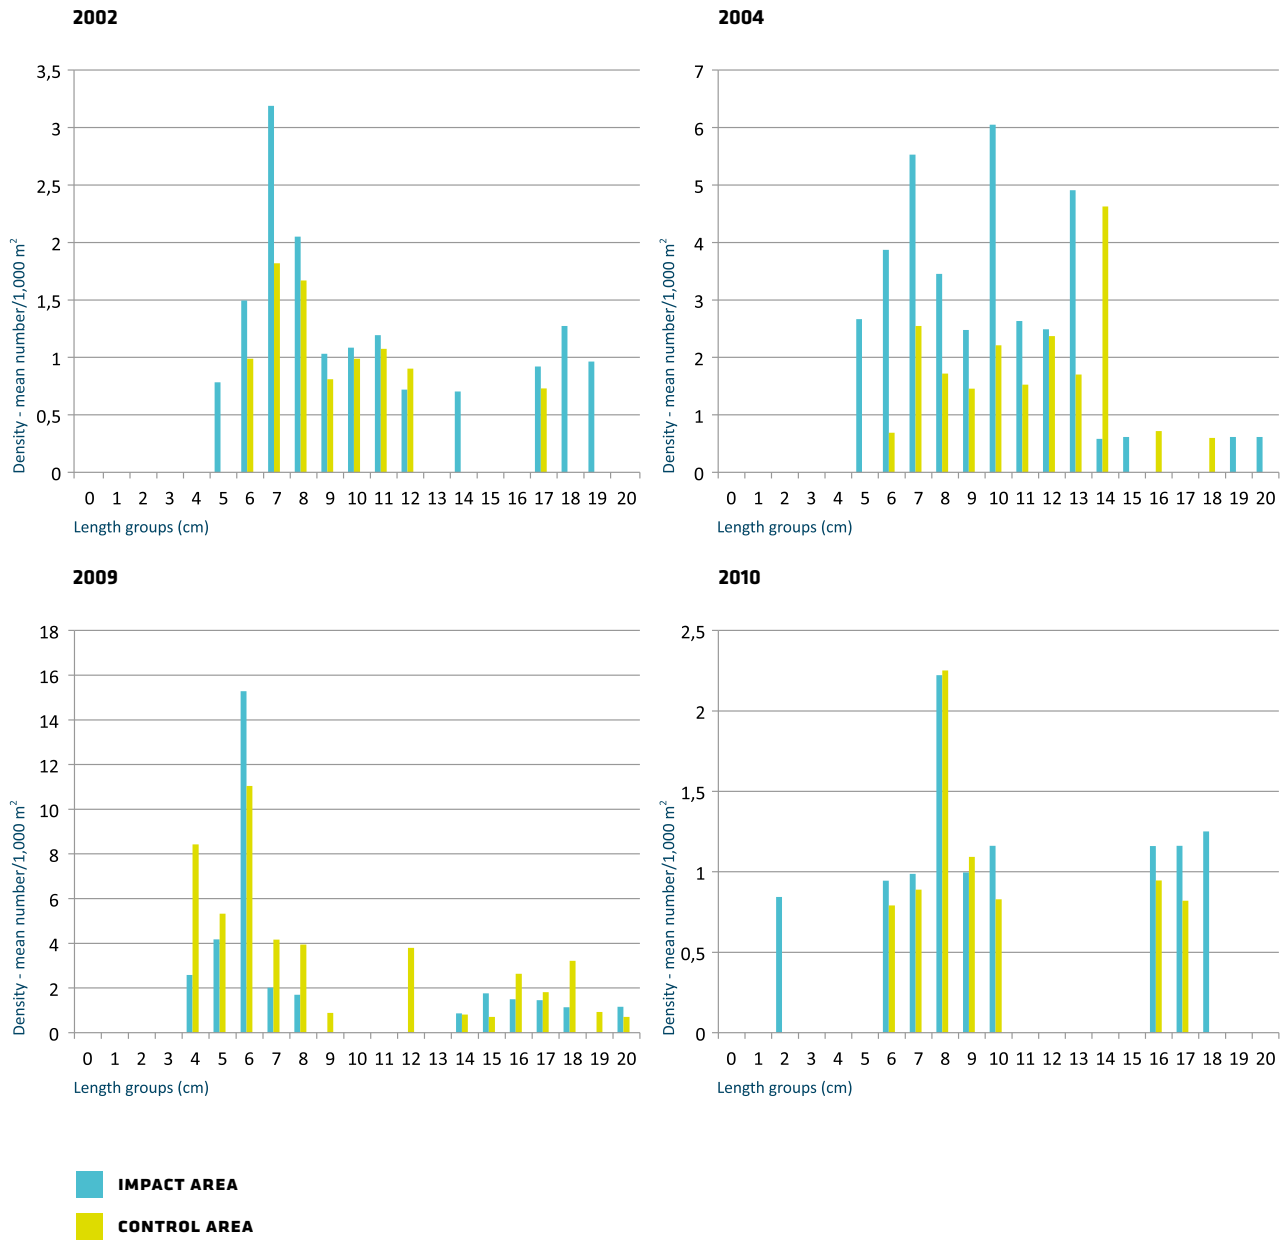 2002
3,5
3
2,5
2
1,5
1
0,5
0
Density - mean number/1,000 m²
0 1 2 3 4 5 6 7 8 9 10 11 12 13 14 15 16 17 18 19 20
Length groups (cm)
2004
7
6
5
4
3
2
1
0
Density - mean number/1,000 m²
0 1 2 3 4 5 6 7 8 9 10 11 12 13 14 15 16 17 18 19 20
Length groups (cm)
2009
18
16
14
12
10
8
6
4
2
0
Density - mean number/1,000 m²
0 1 2 3 4 5 6 7 8 9 10 11 12 13 14 15 16 17 18 19 20
Length groups (cm)
2010
2,5
2
1,5
1
0,5
0
Density - mean number/1,000 m²
0 1 2 3 4 5 6 7 8 9 10 11 12 13 14 15 16 17 18 19 20
Length groups (cm)
IMPACT AREA
CONTROL AREA